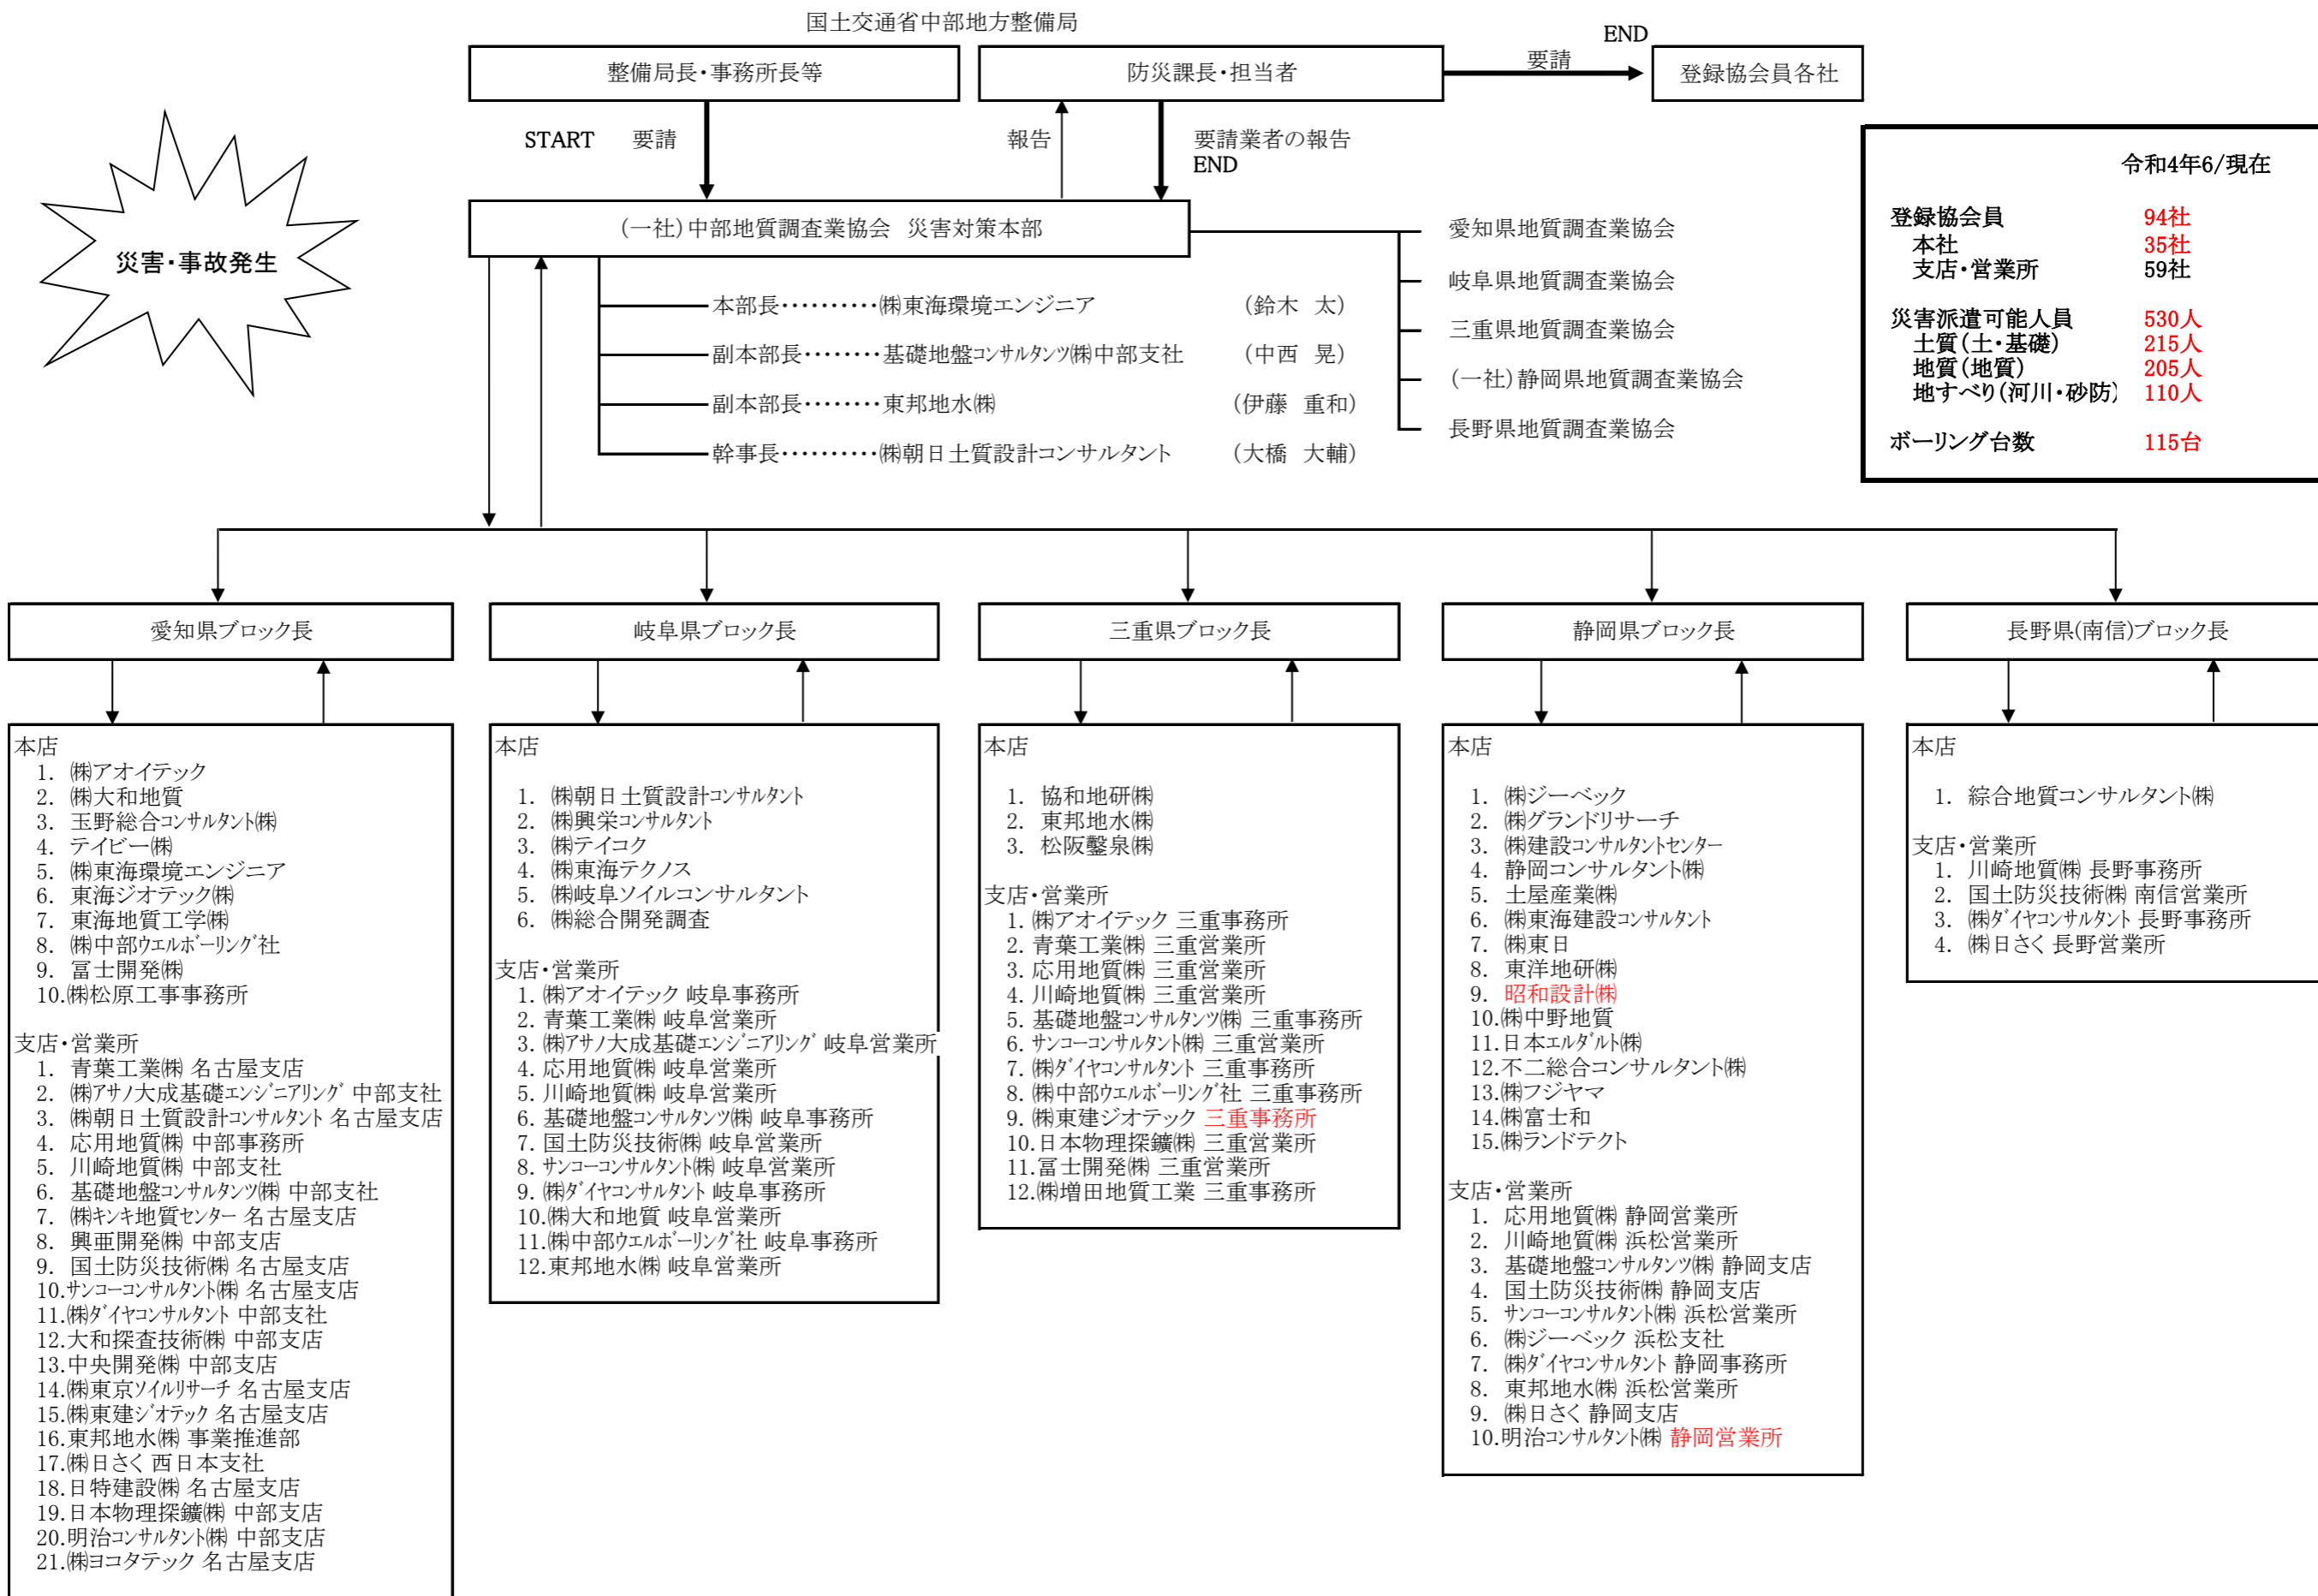 国土交通省中部地方整備局
END
整備局長・事務所長等
防災課長・担当者
要請
登録協会員各社
START 要請
報告
要請業者の報告
END
災害・事故発生
(一社)中部地質調査業協会 災害対策本部
本部長・・・・・・・・・・㈱東海環境エンジニア (鈴木 太)
副本部長・・・・・・・・基礎地盤コンサルタンツ㈱中部支社 (中西 晃)
副本部長・・・・・・・・東邦地水㈱ (伊藤 重和)
幹事長・・・・・・・・・・㈱朝日土質設計コンサルタント (大橋 大輔)
愛知県地質調査業協会
岐阜県地質調査業協会
三重県地質調査業協会
(一社)静岡県地質調査業協会
長野県地質調査業協会
令和4年6/現在
登録協会員 94社
本社 35社
支店・営業所 59社
災害派遣可能人員 530人
土質(土・基礎) 215人
地質(地質) 205人
地すべり(河川・砂防) 110人
ボーリング台数 115台
愛知県ブロック長
本店
1. ㈱アオイテック
2. ㈱大和地質
3. 玉野総合コンサルタント㈱
4. テイビー㈱
5. ㈱東海環境エンジニア
6. 東海ジオテック㈱
7. 東海地質工学㈱
8. ㈱中部ウエルボーリング社
9. 冨士開発㈱
10.㈱松原工事事務所
支店・営業所
1. 青葉工業㈱ 名古屋支店
2. ㈱アサノ大成基礎エンジニアリング 中部支社
3. ㈱朝日土質設計コンサルタント 名古屋支店
4. 応用地質㈱ 中部事務所
5. 川崎地質㈱ 中部支社
6. 基礎地盤コンサルタンツ㈱ 中部支社
7. ㈱キンキ地質センター 名古屋支店
8. 興亜開発㈱ 中部支店
9. 国土防災技術㈱ 名古屋支店
10.サンコーコンサルタント㈱ 名古屋支店
11.㈱ダイヤコンサルタント 中部支社
12.大和探査技術㈱ 中部支店
13.中央開発㈱ 中部支店
14.㈱東京ソイルリサーチ 名古屋支店
15.㈱東建ジオテック 名古屋支店
16.東邦地水㈱ 事業推進部
17.㈱日さく 西日本支社
18.日特建設㈱ 名古屋支店
19.日本物理探鑛㈱ 中部支店
20.明治コンサルタント㈱ 中部支店
21.㈱ヨコタテック 名古屋支店
岐阜県ブロック長
本店
1. ㈱朝日土質設計コンサルタント
2. ㈱興栄コンサルタント
3. ㈱テイコク
4. ㈱東海テクノス
5. ㈱岐阜ソイルコンサルタント
6. ㈱総合開発調査
支店・営業所
1. ㈱アオイテック 岐阜事務所
2. 青葉工業㈱ 岐阜営業所
3. ㈱アサノ大成基礎エンジニアリング 岐阜営業所
4. 応用地質㈱ 岐阜営業所
5. 川崎地質㈱ 岐阜営業所
6. 基礎地盤コンサルタンツ㈱ 岐阜事務所
7. 国土防災技術㈱ 岐阜営業所
8. サンコーコンサルタント㈱ 岐阜営業所
9. ㈱ダイヤコンサルタント 岐阜事務所
10.㈱大和地質 岐阜営業所
11.㈱中部ウエルボーリング社 岐阜事務所
12.東邦地水㈱ 岐阜営業所
三重県ブロック長
本店
1. 協和地研㈱
2. 東邦地水㈱
3. 松阪鑿泉㈱
支店・営業所
1. ㈱アオイテック 三重事務所
2. 青葉工業㈱ 三重営業所
3. 応用地質㈱ 三重営業所
4. 川崎地質㈱ 三重営業所
5. 基礎地盤コンサルタンツ㈱ 三重事務所
6. サンコーコンサルタント㈱ 三重営業所
7. ㈱ダイヤコンサルタント 三重事務所
8. ㈱中部ウエルボーリング社 三重事務所
9. ㈱東建ジオテック 三重事務所
10.日本物理探鑛㈱ 三重営業所
11.冨士開発㈱ 三重営業所
12.㈱増田地質工業 三重事務所
静岡県ブロック長
本店
1. ㈱ジーベック
2. ㈱グランドリサーチ
3. ㈱建設コンサルタントセンター
4. 静岡コンサルタント㈱
5. 土屋産業㈱
6. ㈱東海建設コンサルタント
7. ㈱東日
8. 東洋地研㈱
9. 昭和設計㈱
10.㈱中野地質
11.日本エルダルト㈱
12.不二総合コンサルタント㈱
13.㈱フジヤマ
14.㈱富士和
15.㈱ランドテクト
支店・営業所
1. 応用地質㈱ 静岡営業所
2. 川崎地質㈱ 浜松営業所
3. 基礎地盤コンサルタンツ㈱ 静岡支店
4. 国土防災技術㈱ 静岡支店
5. サンコーコンサルタント㈱ 浜松営業所
6. ㈱ジーベック 浜松支社
7. ㈱ダイヤコンサルタント 静岡事務所
8. 東邦地水㈱ 浜松営業所
9. ㈱日さく 静岡支店
10.明治コンサルタント㈱ 静岡営業所
長野県(南信)ブロック長
本店
1. 綜合地質コンサルタント㈱
支店・営業所
1. 川崎地質㈱ 長野事務所
2. 国土防災技術㈱ 南信営業所
3. ㈱ダイヤコンサルタント 長野事務所
4. ㈱日さく 長野営業所